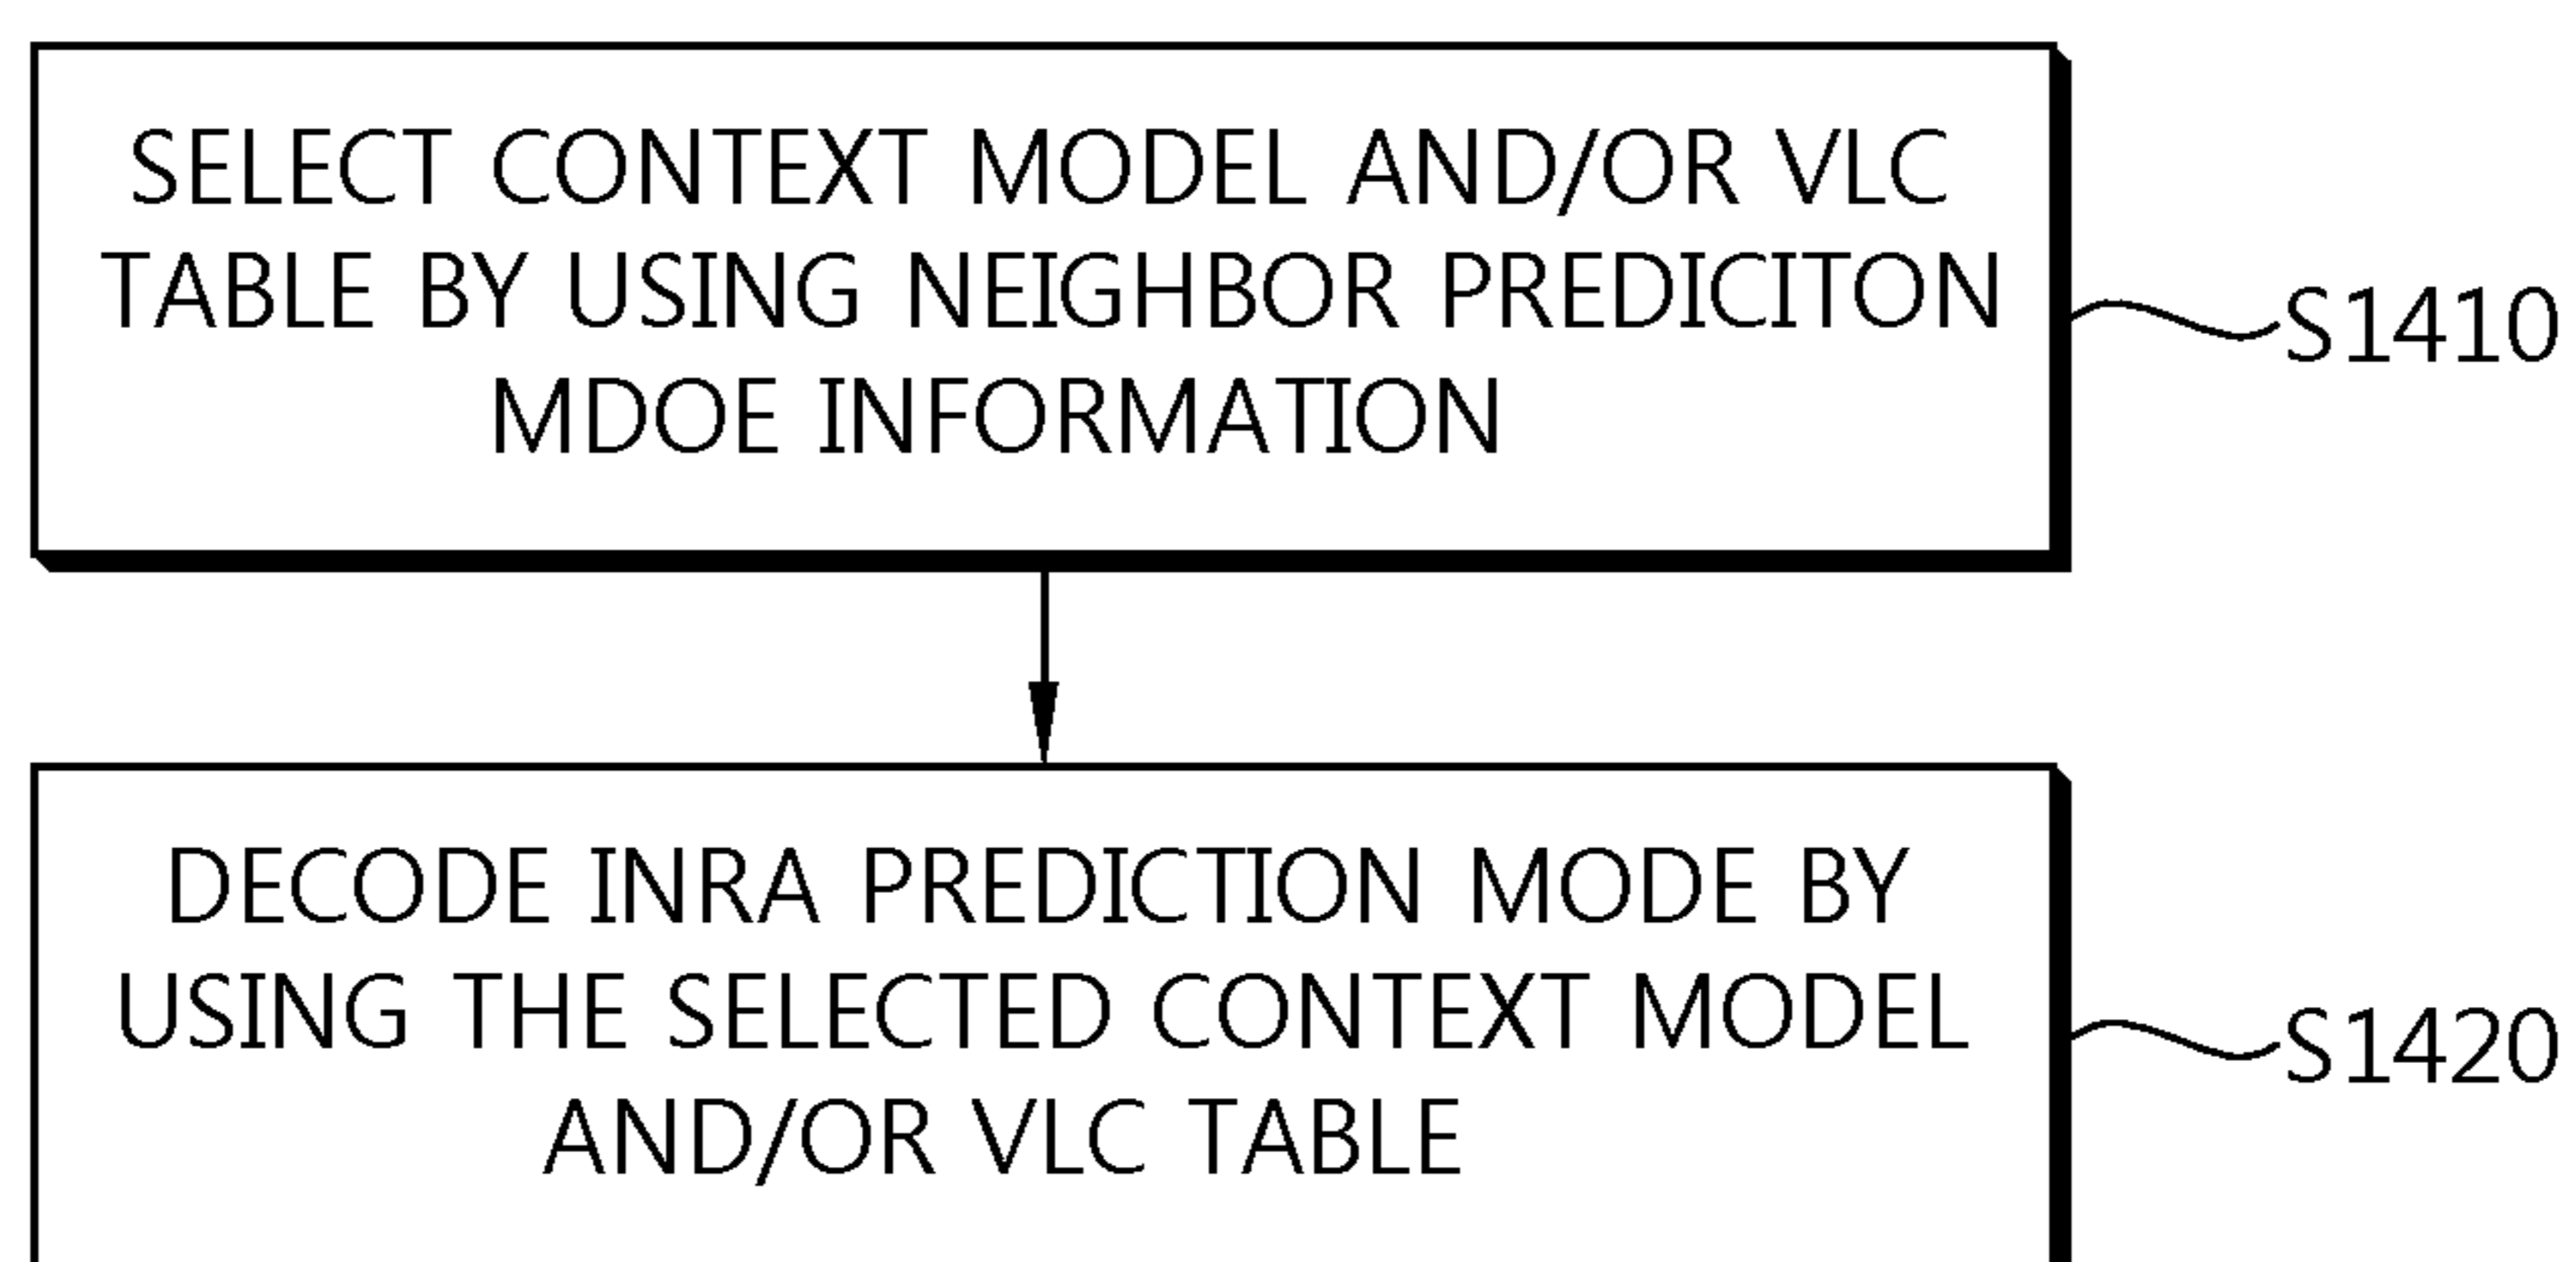 SELECT CONTEXT MODEL AND/OR VLC
TABLE BY USING NEIGHBOR PREDICITON
MDOE INFORMATION
S1410
DECODE INRA PREDICTION MODE BY
USING THE SELECTED CONTEXT MODEL
AND/OR VLC TABLE
S1420